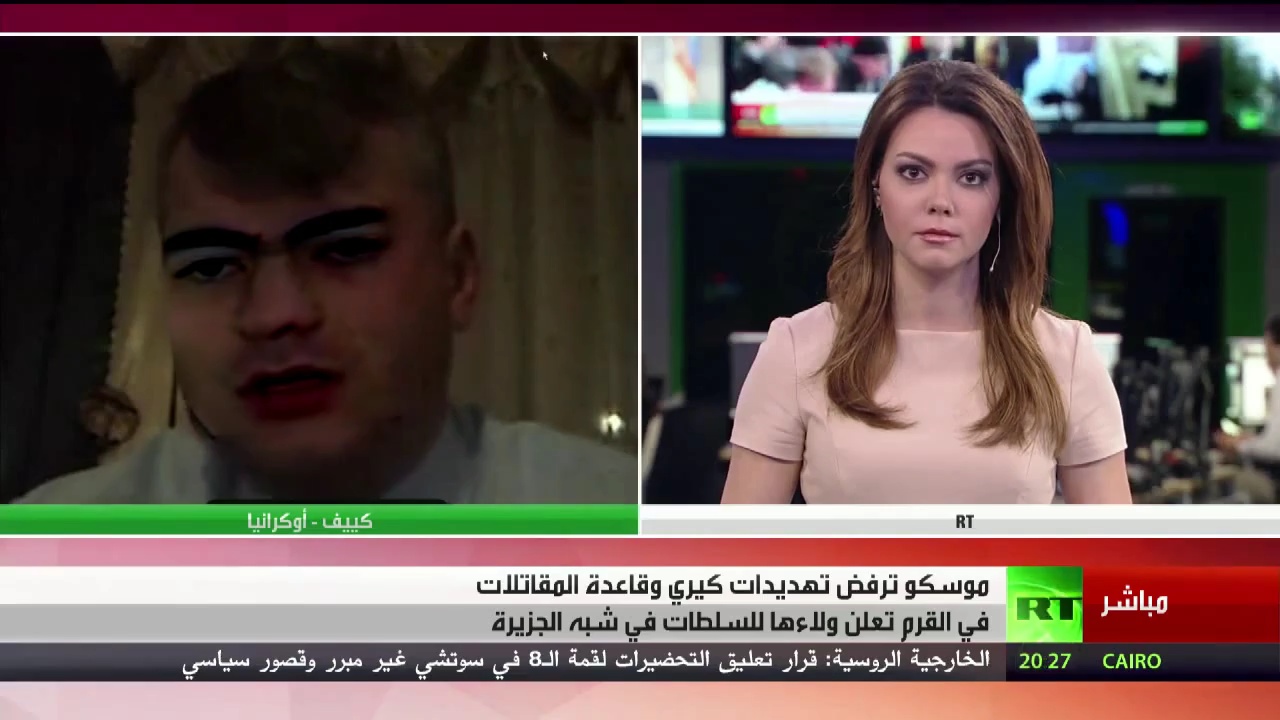 كييف - أوكرانيا
RT
موسكو ترفض تهديدات كيري وقاعدة المقاتلات
في القرم تعلن ولاءها للسلطات في شبه الجزيرة
RT
مباشر
الخارجية الروسية: قرار تعليق التحضيرات لقمة الـ8 في سوتشي غير مبرر وقصور سياسي
20 27
CAIRO